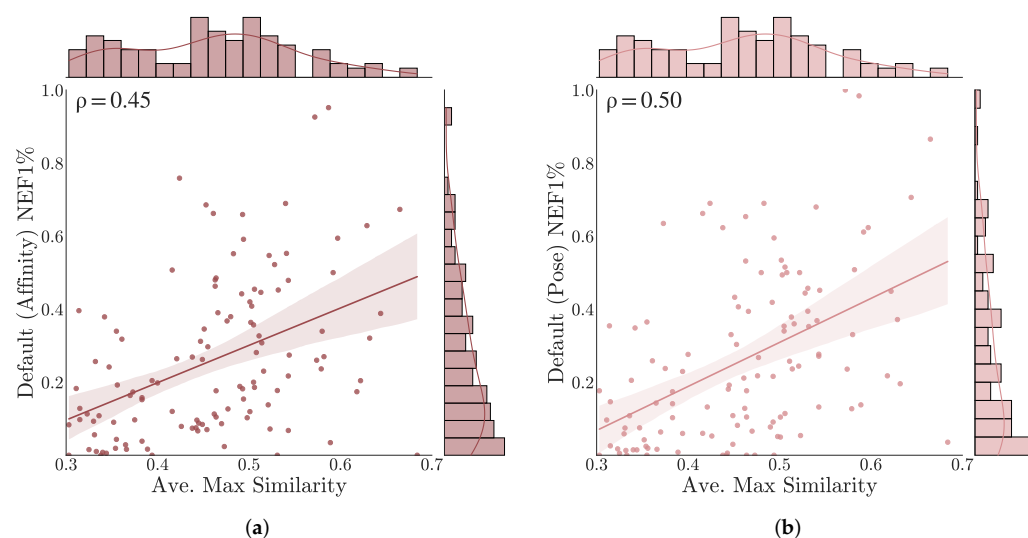 ρ = 0.45
1.0
0.8
0.6
0.4
0.2
Default (Affinity) NEF1%
0.3 0.4 0.5 0.6 0.7
Ave. Max Similarity
(a)
ρ = 0.50
1.0
0.8
0.6
0.4
0.2
Default (Pose) NEF1%
0.3 0.4 0.5 0.6 0.7
Ave. Max Similarity
(b)